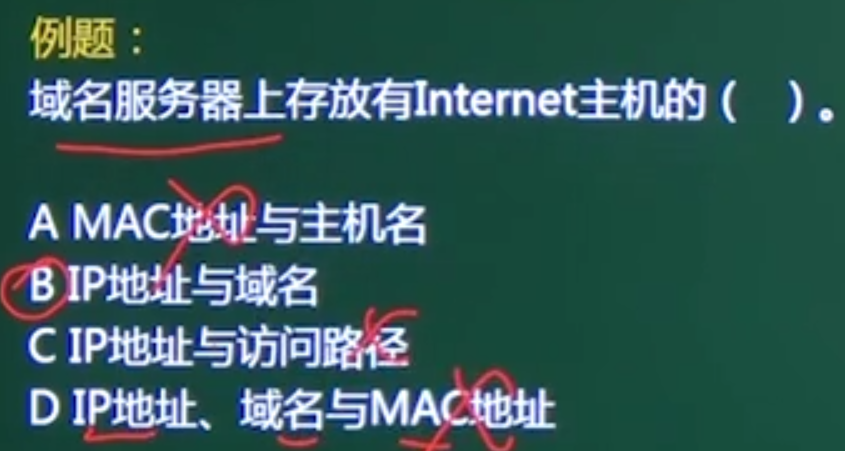 例题：
域名服务器上存放有Internet主机的（　）。
A MAC地址与主机名
B IP地址与域名
C IP地址与访问路径
D IP地址、域名与MAC地址